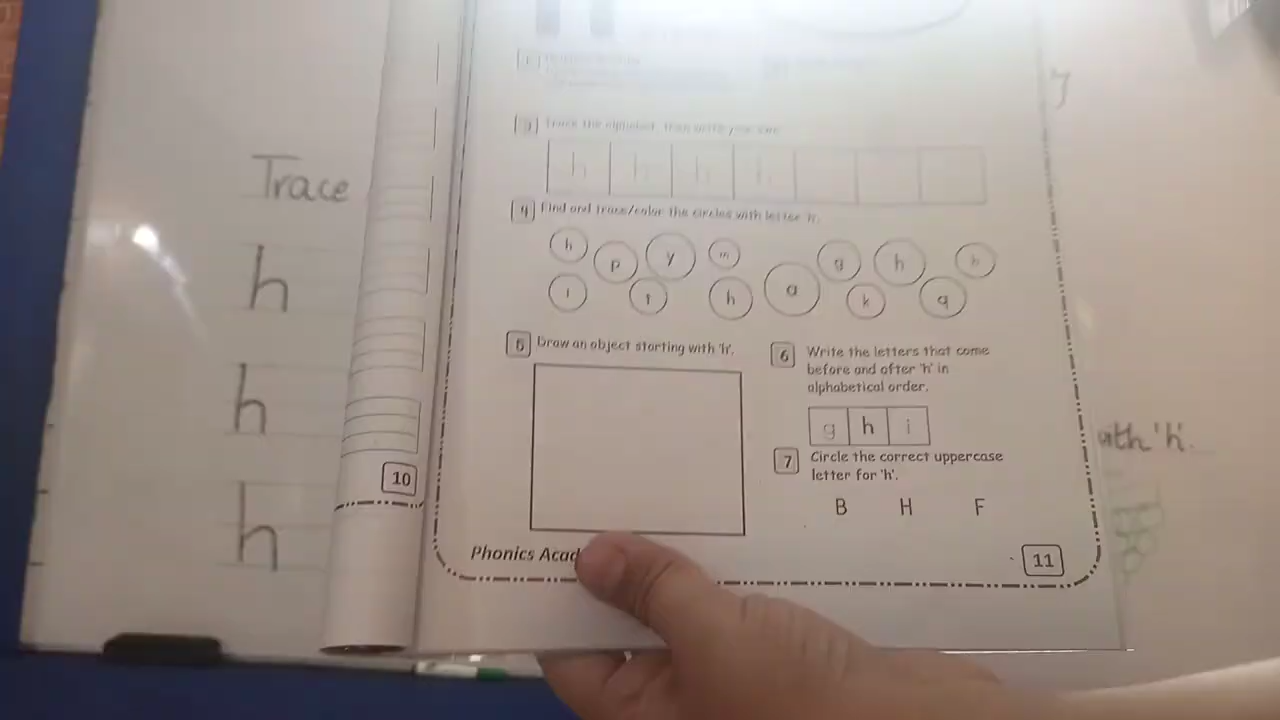 Trace
h
h
h
10
3 Trace the alphabet, then write your own
h h h h
4 Find and trace/color the circles with letter 'h'.
h p y m g h h
i t h a k q
5 Draw an object starting with 'h'.
6 Write the letters that come
before and after 'h' in
alphabetical order.
g h i
7 Circle the correct uppercase
letter for 'h'.
B H F
Phonics Acad
11
with 'h'.